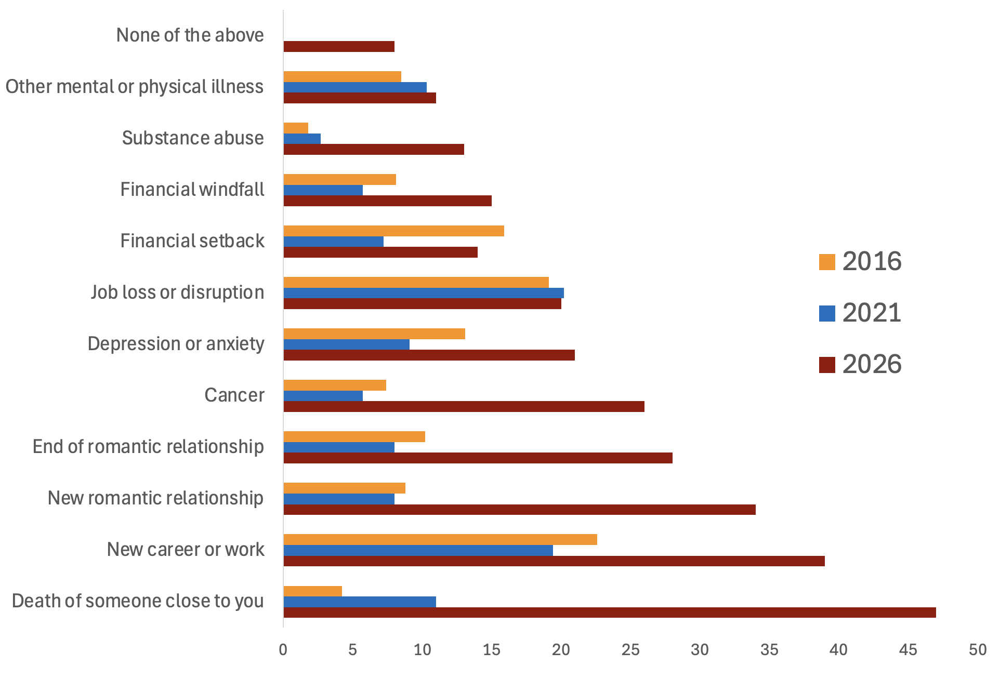 None of the above
Other mental or physical illness
Substance abuse
Financial windfall
Financial setback
Job loss or disruption
Depression or anxiety
Cancer
End of romantic relationship
New romantic relationship
New career or work
Death of someone close to you
0 5 10 15 20 25 30 35 40 45 50
2016
2021
2026